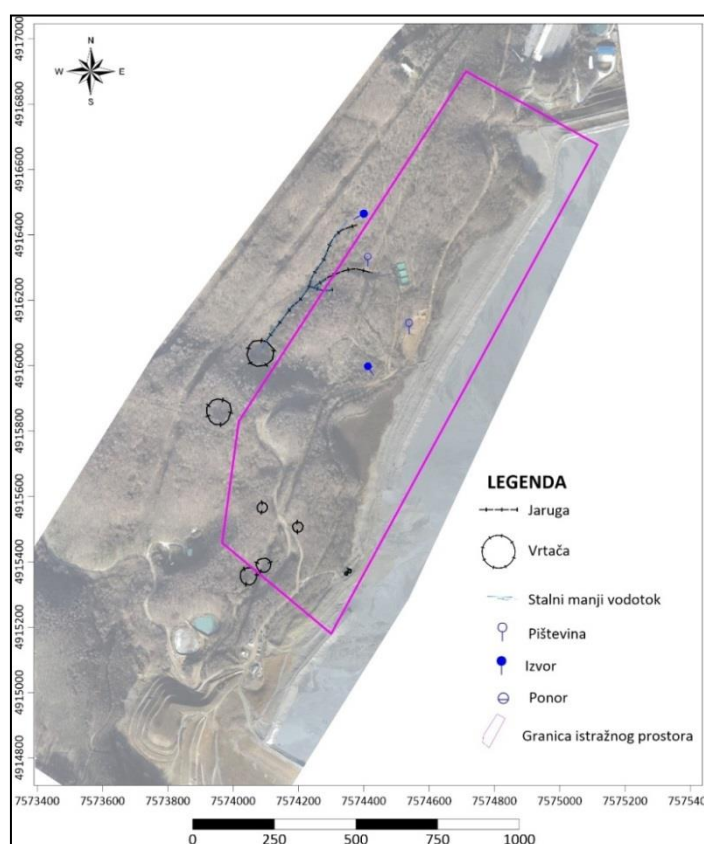 N
W E
S
4917000
4916800
4916600
4916400
4916200
4916000
4915800
4915600
4915400
4915200
4915000
4914800
LEGENDA
Jaruga
Vrtača
Stalni manji vodotok
Pištevina
Izvor
Ponor
Granica istražnog prostora
7573400 7573600 7573800 7574000 7574200 7574400 7574600 7574800 7575000 7575200 757540
0 250 500 750 1000